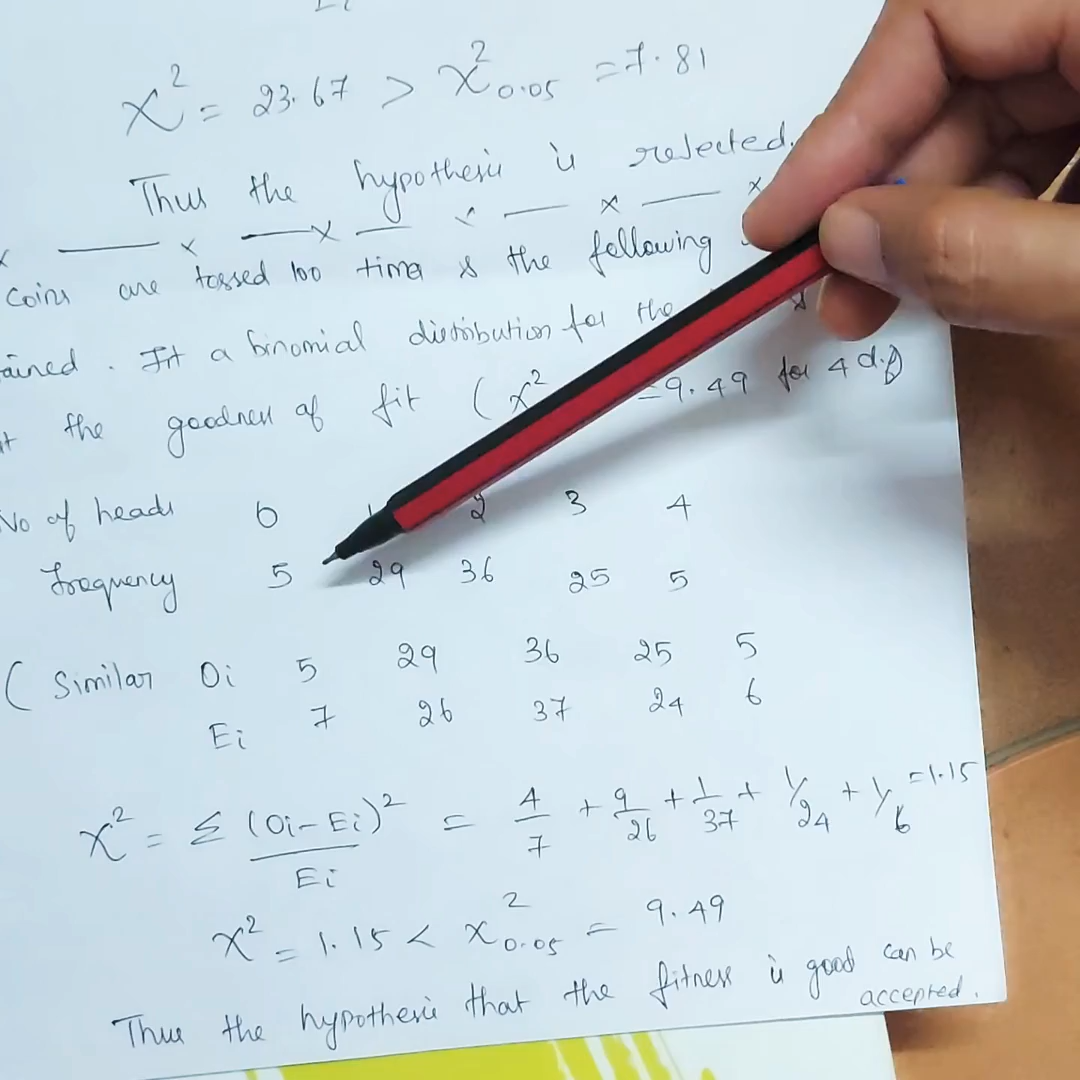 χ² = 23.67 > χ²0.05 = 7.81
Thus the hypothesis is rejected.
x — x — x — x — x — x
coins are tossed 100 times & the following
ained. Fit a binomial distribution for the
the goodness of fit (χ² =9.49 for 4 d.f)
No of heads 0 1 2 3 4
Frequency 5 29 36 25 5
(Similar Oi 5 29 36 25 5
Ei 7 26 37 24 6
χ² = Σ (Oi-Ei)²/Ei = 4/7 + 9/26 + 1/37 + 1/24 + 1/6 = 1.15
χ² = 1.15 < χ²0.05 = 9.49
Thus the hypothesis that the fitness is good can be
accepted.